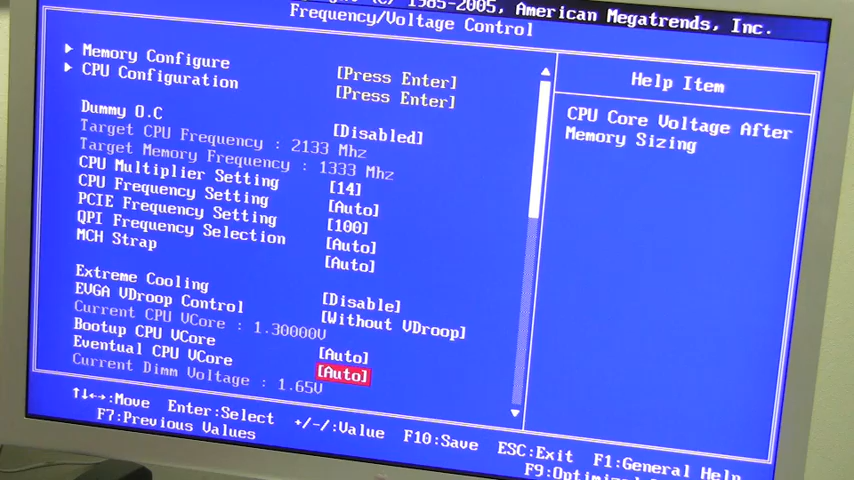 (C) 1985-2005, American Megatrends, Inc.
Frequency/Voltage Control
Memory Configure [Press Enter]
CPU Configuration [Press Enter]
Dummy O.C [Disabled]
Target CPU Frequency : 2133 Mhz
Target Memory Frequency : 1333 Mhz
CPU Multiplier Setting [14]
CPU Frequency Setting [Auto]
PCIE Frequency Setting [100]
QPI Frequency Selection [Auto]
MCH Strap [Auto]
Extreme Cooling [Disable]
EVGA VDroop Control [Without VDroop]
Current CPU VCore : 1.30000V
Bootup CPU VCore [Auto]
Eventual CPU VCore [Auto]
Current Dimm Voltage : 1.65V
Help Item
CPU Core Voltage After
Memory Sizing
↑↓←→:Move Enter:Select +/-/:Value F10:Save ESC:Exit F1:General Help
F7:Previous Values